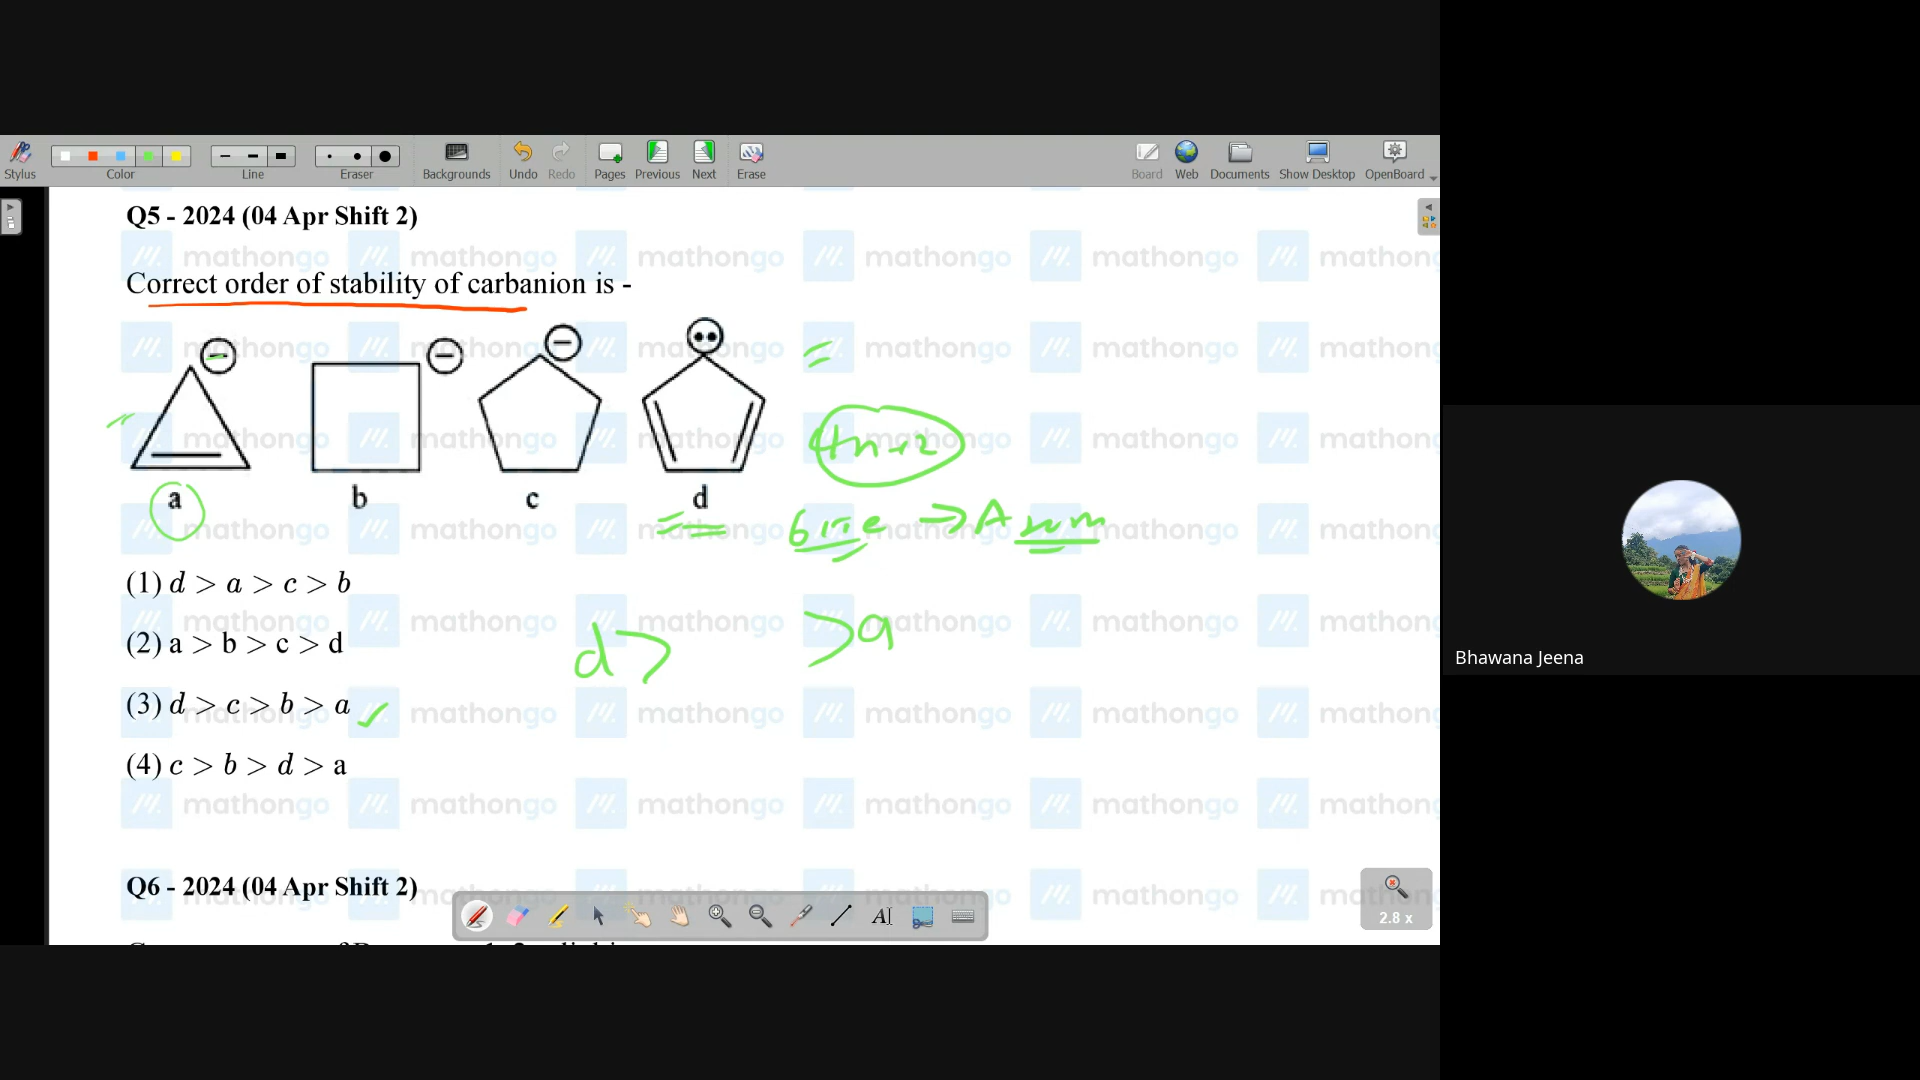 Stylus Color Line Eraser Backgrounds Undo Redo Pages Previous Next Erase Board Web Documents Show Desktop OpenBoard
Q5 - 2024 (04 Apr Shift 2)
Correct order of stability of carbanion is -
a b c d
4n+2
6πe → Arom
(1) d > a > c > b
(2) a > b > c > d
d > > a
(3) d > c > b > a
(4) c > b > d > a
Q6 - 2024 (04 Apr Shift 2)
2.8 x
Bhawana Jeena
mathongo